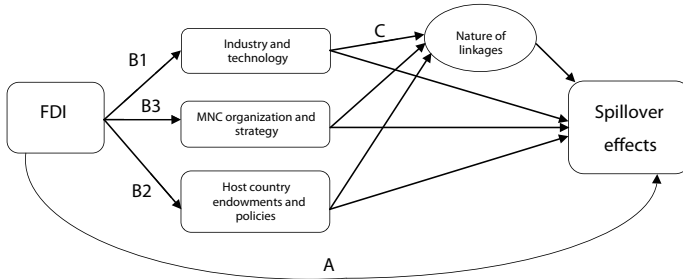 FDI
B1
B3
B2
Industry and
technology
MNC organization and
strategy
Host country
endowments and
policies
C
Nature of
linkages
Spillover
effects
A